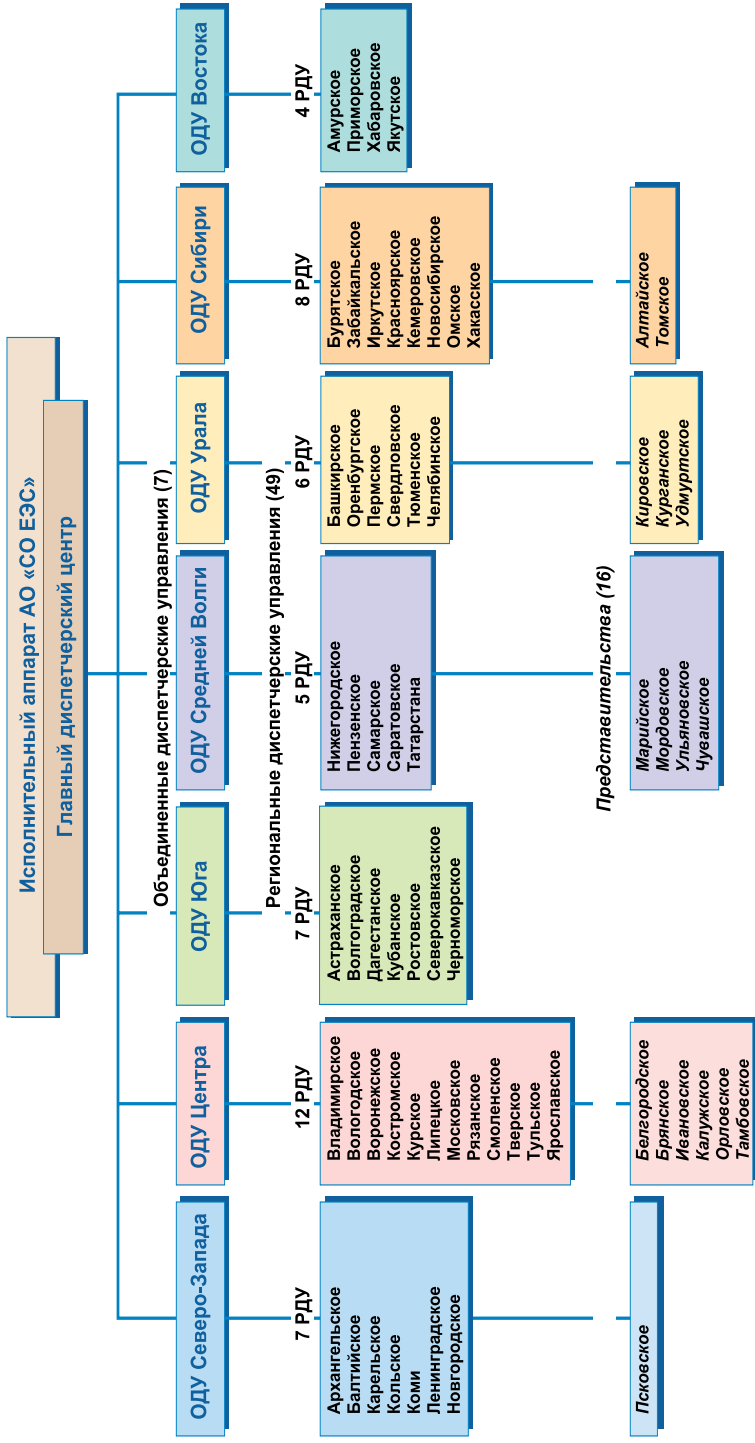 Исполнительный аппарат АО «СО ЕЭС»
Главный диспетчерский центр
Объединенные диспетчерские управления (7)
ОДУ Северо-Запада
ОДУ Центра
ОДУ Юга
ОДУ Средней Волги
ОДУ Урала
ОДУ Сибири
ОДУ Востока
Региональные диспетчерские управления (49)
7 РДУ
12 РДУ
7 РДУ
5 РДУ
6 РДУ
8 РДУ
4 РДУ
Архангельское
Балтийское
Карельское
Кольское
Коми
Ленинградское
Новгородское
Владимирское
Вологодское
Воронежское
Костромское
Курское
Липецкое
Московское
Рязанское
Смоленское
Тверское
Тульское
Ярославское
Астраханское
Волгоградское
Дагестанское
Кубанское
Ростовское
Северокавказское
Черноморское
Нижегородское
Пензенское
Самарское
Саратовское
Татарстана
Башкирское
Оренбургское
Пермское
Свердловское
Тюменское
Челябинское
Бурятское
Забайкальское
Иркутское
Красноярское
Кемеровское
Новосибирское
Омское
Хакасское
Амурское
Приморское
Хабаровское
Якутское
Представительства (16)
Псковское
Белгородское
Брянское
Ивановское
Калужское
Орловское
Тамбовское
Марийское
Мордовское
Ульяновское
Чувашское
Кировское
Курганское
Удмуртское
Алтайское
Томское